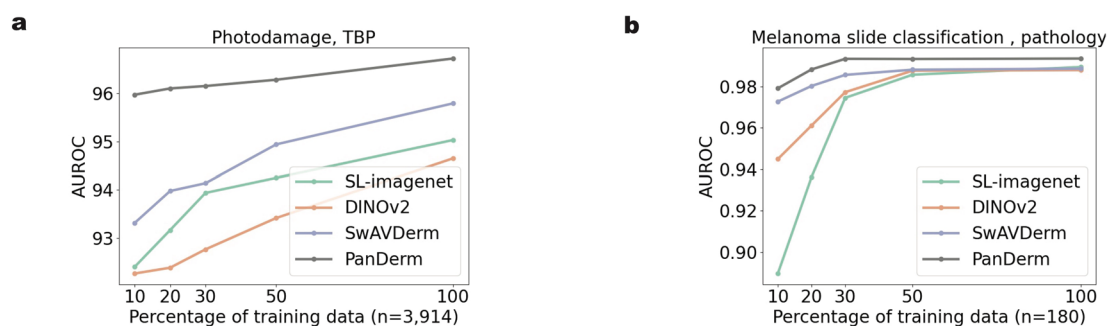 a
Photodamage, TBP
AUROC
96
95
94
93
SL-imagenet
DINOv2
SwAVDerm
PanDerm
10 20 30 50 100
Percentage of training data (n=3,914)
b
Melanoma slide classification , pathology
AUROC
0.98
0.96
0.94
0.92
0.90
SL-imagenet
DINOv2
SwAVDerm
PanDerm
10 20 30 50 100
Percentage of training data (n=180)